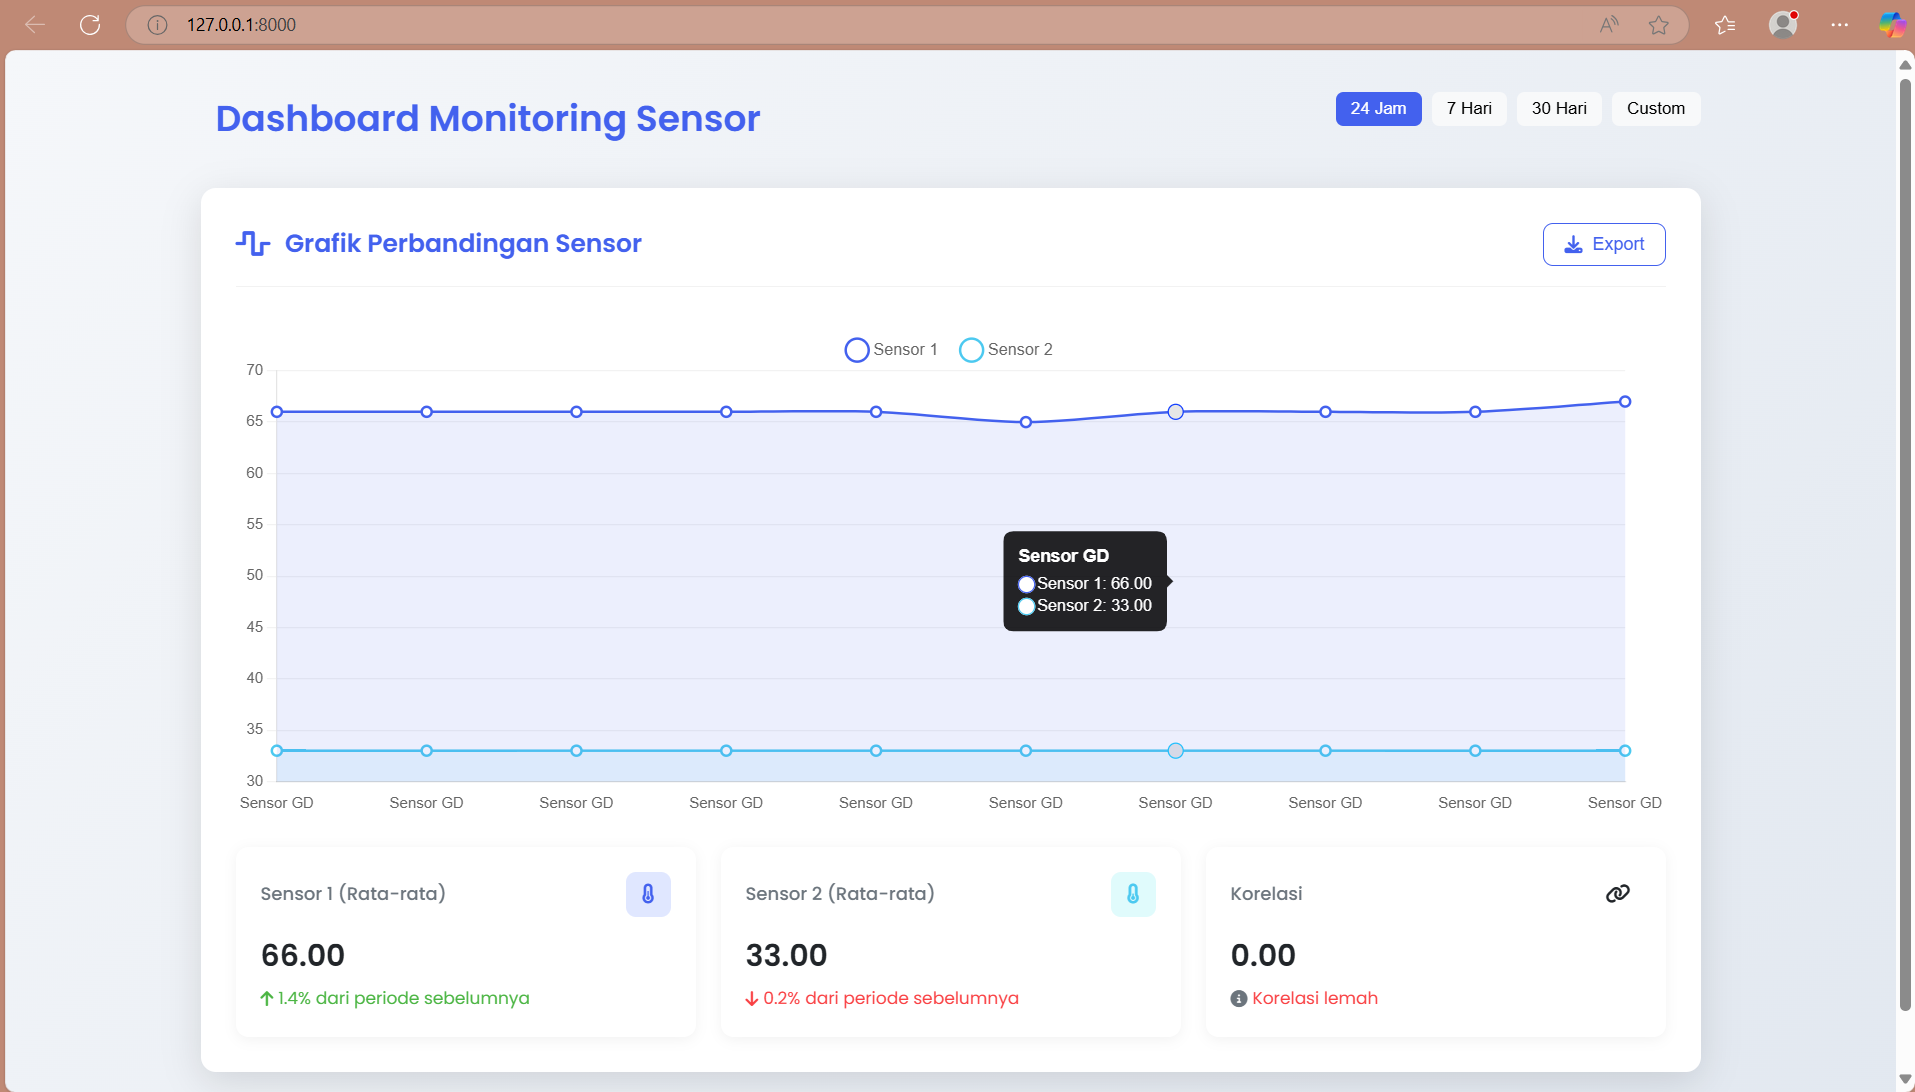 127.0.0.1:8000
Dashboard Monitoring Sensor
24 Jam 7 Hari 30 Hari Custom
Grafik Perbandingan Sensor
Export
Sensor 1 Sensor 2
70
65
60
55
50
45
40
35
30
Sensor GD
Sensor 1: 66.00
Sensor 2: 33.00
Sensor GD Sensor GD Sensor GD Sensor GD Sensor GD Sensor GD Sensor GD Sensor GD Sensor GD Sensor GD
Sensor 1 (Rata-rata)
66.00
1.4% dari periode sebelumnya
Sensor 2 (Rata-rata)
33.00
0.2% dari periode sebelumnya
Korelasi
0.00
Korelasi lemah